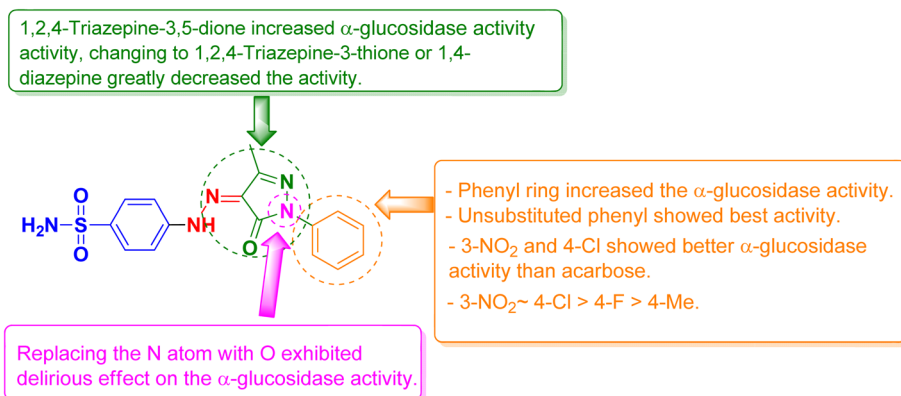 1,2,4-Triazepine-3,5-dione increased α-glucosidase activity
activity, changing to 1,2,4-Triazepine-3-thione or 1,4-
diazepine greatly decreased the activity.
H₂N
S
O
O
NH
N
N
N
O
- Phenyl ring increased the α-glucosidase activity.
- Unsubstituted phenyl showed best activity.
- 3-NO₂ and 4-Cl showed better α-glucosidase
activity than acarbose.
- 3-NO₂~ 4-Cl > 4-F > 4-Me.
Replacing the N atom with O exhibited
delirious effect on the α-glucosidase activity.